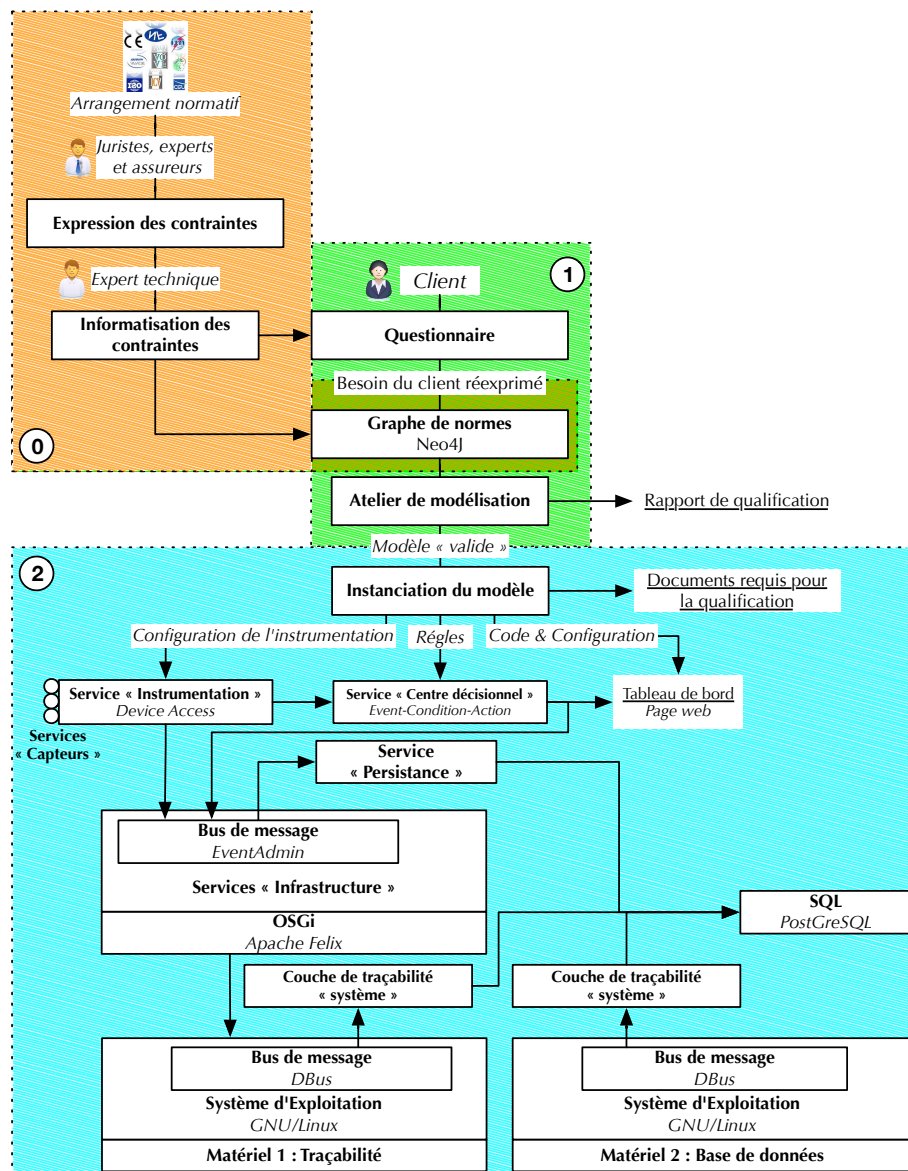 CE
NF
ISO
Arrangement normatif
Juristes, experts
et assureurs
Expression des contraintes
Expert technique
Informatisation des
contraintes
0
1
Client
Questionnaire
Besoin du client réexprimé
Graphe de normes
Neo4J
Atelier de modélisation
Rapport de qualification
Modèle « valide »
2
Instanciation du modèle
Documents requis pour
la qualification
Configuration de l'instrumentation
Régles
Code & Configuration
Service « Instrumentation »
Device Access
Services
« Capteurs »
Service « Centre décisionnel »
Event-Condition-Action
Tableau de bord
Page web
Service
« Persistance »
Bus de message
EventAdmin
Services « Infrastructure »
OSGi
Apache Felix
SQL
PostGreSQL
Couche de traçabilité
« système »
Couche de traçabilité
« système »
Bus de message
DBus
Système d'Exploitation
GNU/Linux
Matériel 1 : Traçabilité
Bus de message
DBus
Système d'Exploitation
GNU/Linux
Matériel 2 : Base de données